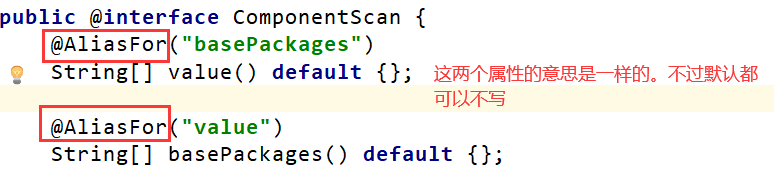 public @interface ComponentScan {
@AliasFor("basePackages")
String[] value() default {};
这两个属性的意思是一样的。不过默认都
可以不写
@AliasFor("value")
String[] basePackages() default {};